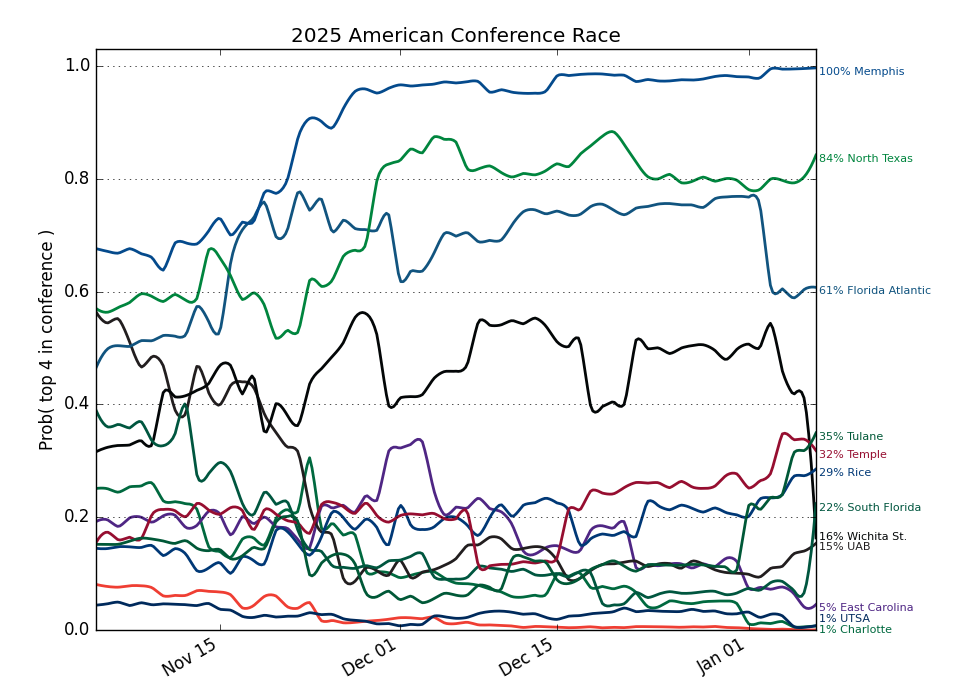 2025 American Conference Race
Prob( top 4 in conference )
1.0
0.8
0.6
0.4
0.2
0.0
Nov 15
Dec 01
Dec 15
Jan 01
100% Memphis
84% North Texas
61% Florida Atlantic
35% Tulane
32% Temple
29% Rice
22% South Florida
16% Wichita St.
15% UAB
5% East Carolina
1% UTSA
1% Charlotte